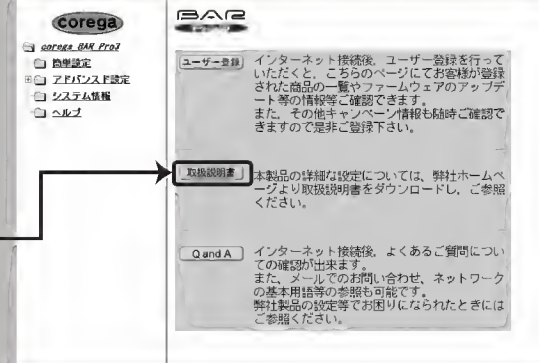 corega
BAR
corega BAR Pro3
簡単設定
アドバンスド設定
システム情報
ヘルプ
ユーザー登録
インターネット接続後、ユーザー登録を行って
いただくと、こちらのページにてお客様が登録
された商品の一覧やファームウェアのアップデ
ート等の情報等ご確認できます。
また、その他キャンペーン情報も随時ご確認で
きますので是非ご登録下さい。
取扱説明書
本製品の詳細な設定については、弊社ホームペ
ージより取扱説明書をダウンロードし、ご参照
ください。
Q and A
インターネット接続後、よくあるご質問につい
ての確認が出来ます。
また、メールでのお問い合わせ、ネットワーク
の基本用語等の参照も可能です。
弊社製品の設定等でお困りになられたときには
ご参照ください。